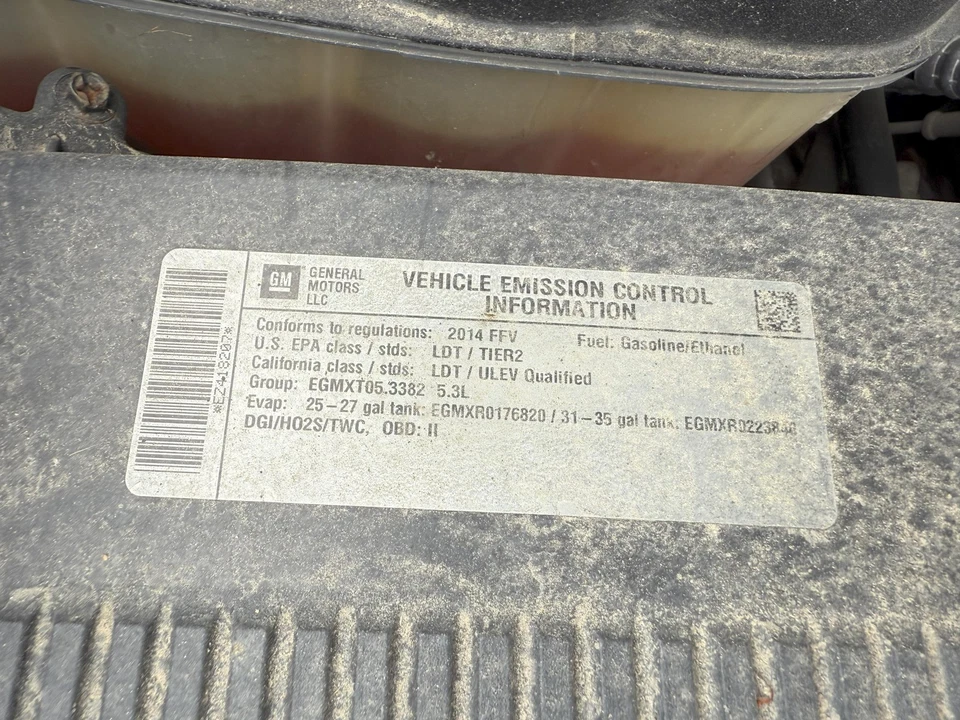 GM
GENERAL
MOTORS
LLC
VEHICLE EMISSION CONTROL
INFORMATION
*EZ418207*
Conforms to regulations: 2014 FFV Fuel: Gasoline/Ethanol
U.S. EPA class / stds: LDT / TIER2
California class / stds: LDT / ULEV Qualified
Group: EGMXT05.3382 5.3L
Evap: 25-27 gal tank: EGMXR0176820 / 31-35 gal tank:
DGI/HO2S/TWC, OBD: II